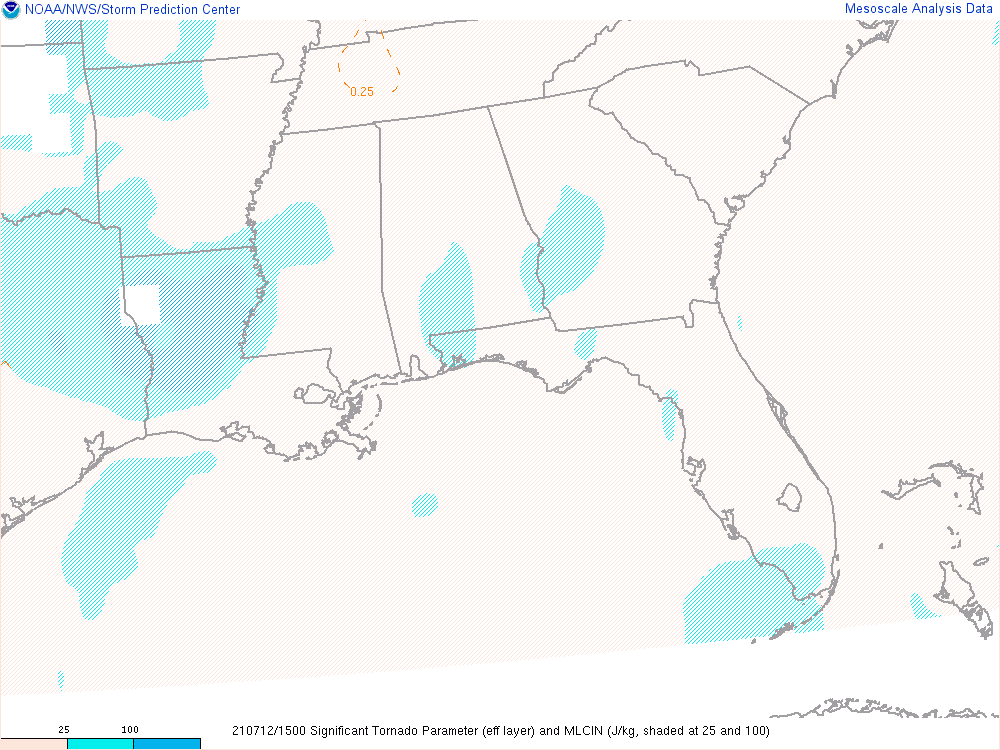 NOAA/NWS/Storm Prediction Center
Mesoscale Analysis Data
0.25
25 100
210712/1500 Significant Tornado Parameter (eff layer) and MLCIN (J/kg, shaded at 25 and 100)